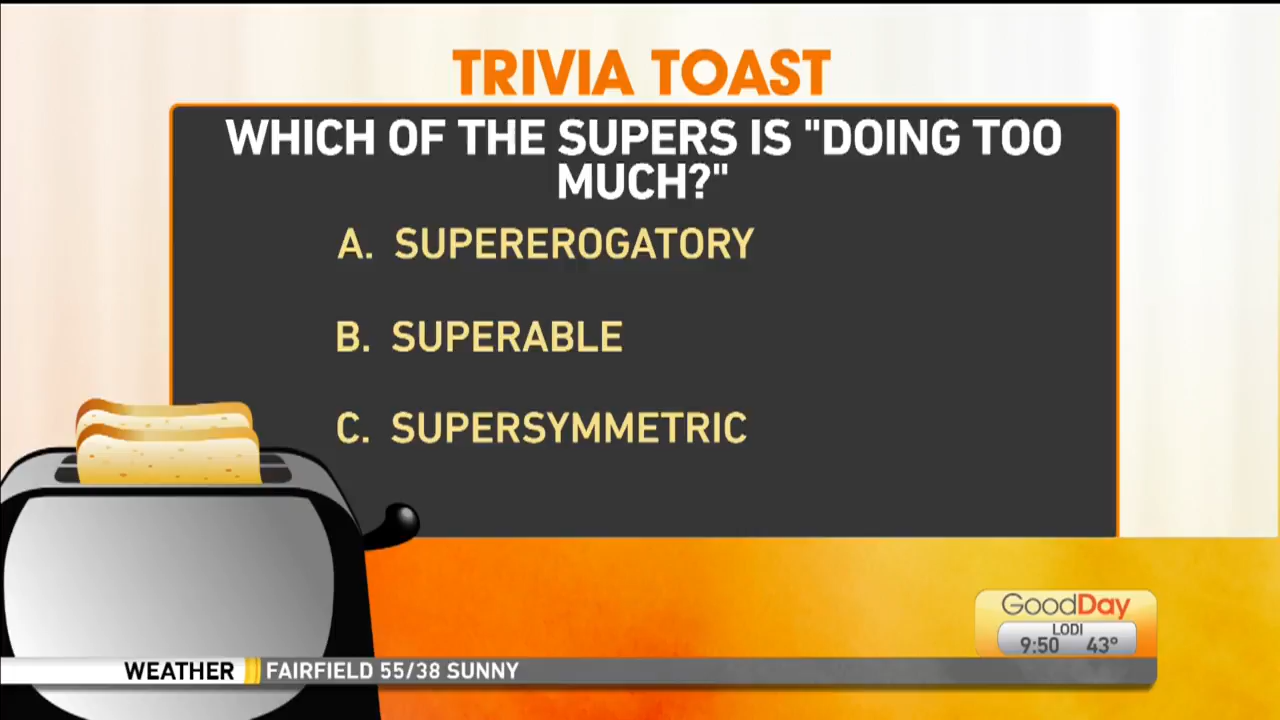 TRIVIA TOAST
WHICH OF THE SUPERS IS "DOING TOO
MUCH?"
A. SUPEREROGATORY
B. SUPERABLE
C. SUPERSYMMETRIC
GoodDay
LODI
9:50 43°
WEATHER FAIRFIELD 55/38 SUNNY